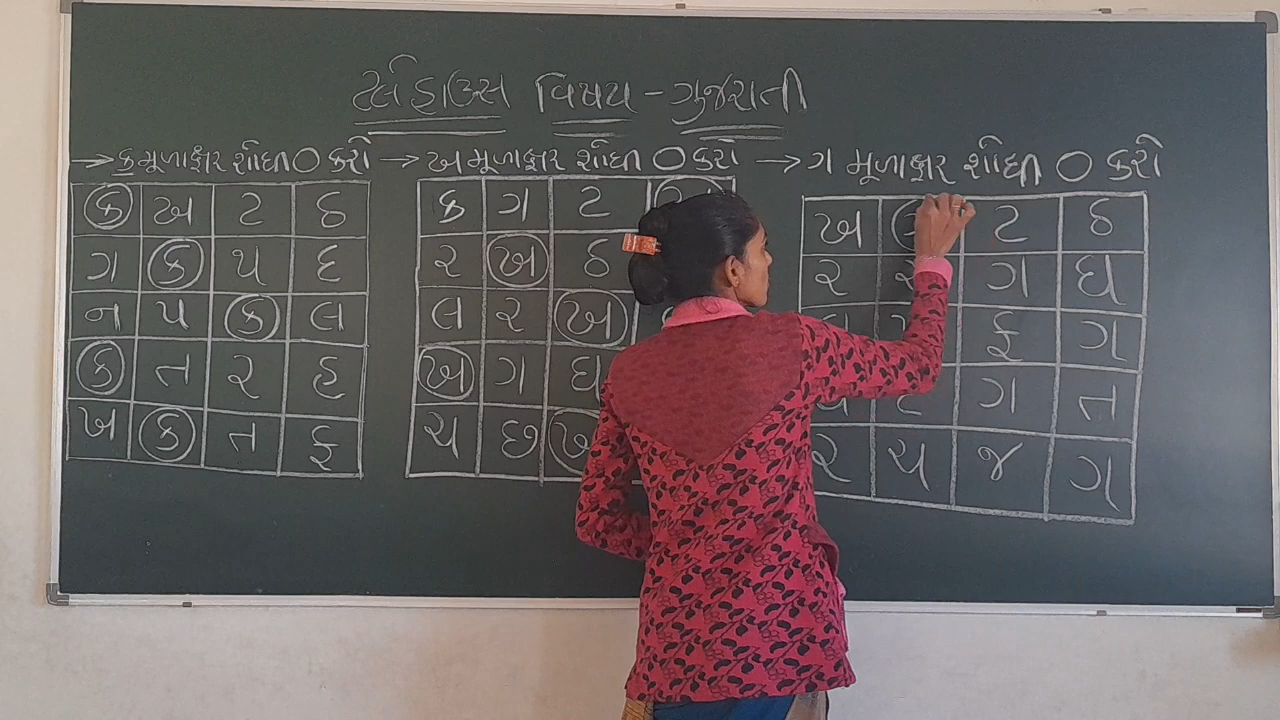 વિષય - ગુજરાતી
→ ક મૂળાક્ષર શોધી ○ કરો
ક ખ ટ ઠ
ગ ક પ દ
ન પ ક લ
ક ત ર હ
ખ ક ત ફ
→ ખ મૂળાક્ષર શોધી ○ કરો
ક ગ ટ
ર ખ ઠ
લ ર ખ
ખ ગ ઘ
ચ છ ખ
→ ગ મૂળાક્ષર શોધી ○ કરો
ખ ટ ઠ
ર ગ ઘ
ફ ગ
ટ ગ ત
ર ચ જ ગ